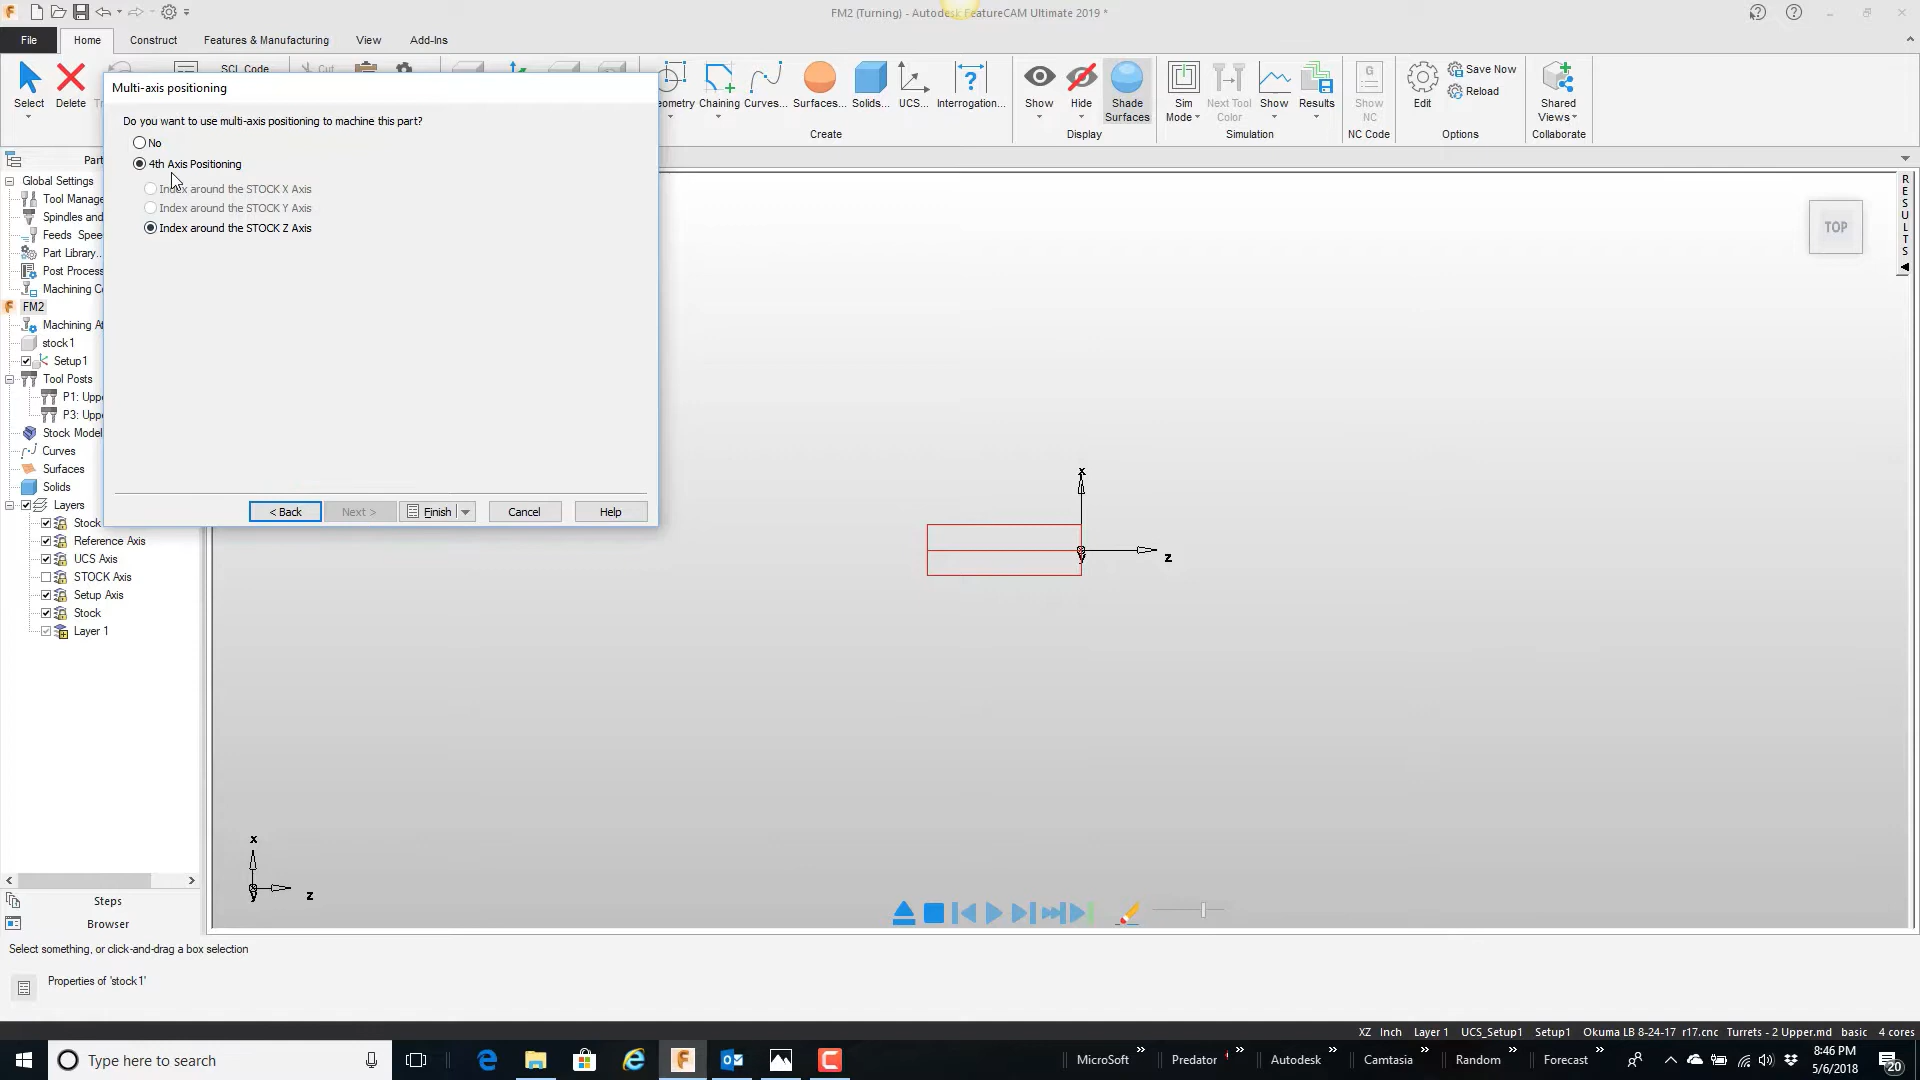 FM2 (Turning) - Autodesk FeatureCAM Ultimate 2019 *
File
Home
Construct
Features & Manufacturing
View
Add-Ins
Select
Delete
SCL Code
Cut
Chaining
Curves...
Surfaces...
Solids...
UCS...
Interrogation...
Create
Show
Hide
Shade
Surfaces
Display
Sim
Mode
Next Tool
Color
Show
Results
Simulation
G
N
Show
NC
NC Code
Edit
Save Now
Reload
Options
Shared
Views
Collaborate
Multi-axis positioning
Do you want to use multi-axis positioning to machine this part?
No
4th Axis Positioning
Index around the STOCK X Axis
Index around the STOCK Y Axis
Index around the STOCK Z Axis
< Back
Next >
Finish
Cancel
Help
Part
Global Settings
Tool Manage
Spindles and
Feeds Spee
Part Library...
Post Process
Machining Co
FM2
Machining At
stock1
Setup1
Tool Posts
P1: Uppe
P3: Uppe
Stock Model
Curves
Surfaces
Solids
Layers
Stock
Reference Axis
UCS Axis
STOCK Axis
Setup Axis
Stock
Layer 1
Steps
Browser
TOP
RESULTS
x
z
y
x
z
y
Select something, or click-and-drag a box selection
Properties of 'stock1'
XZ Inch Layer 1 UCS_Setup1 Setup1 Okuma LB 8-24-17 r17.cnc Turrets - 2 Upper.md basic 4 cores
Type here to search
MicroSoft
Predator
Autodesk
Camtasia
Random
Forecast
8:46 PM
5/6/2018
20